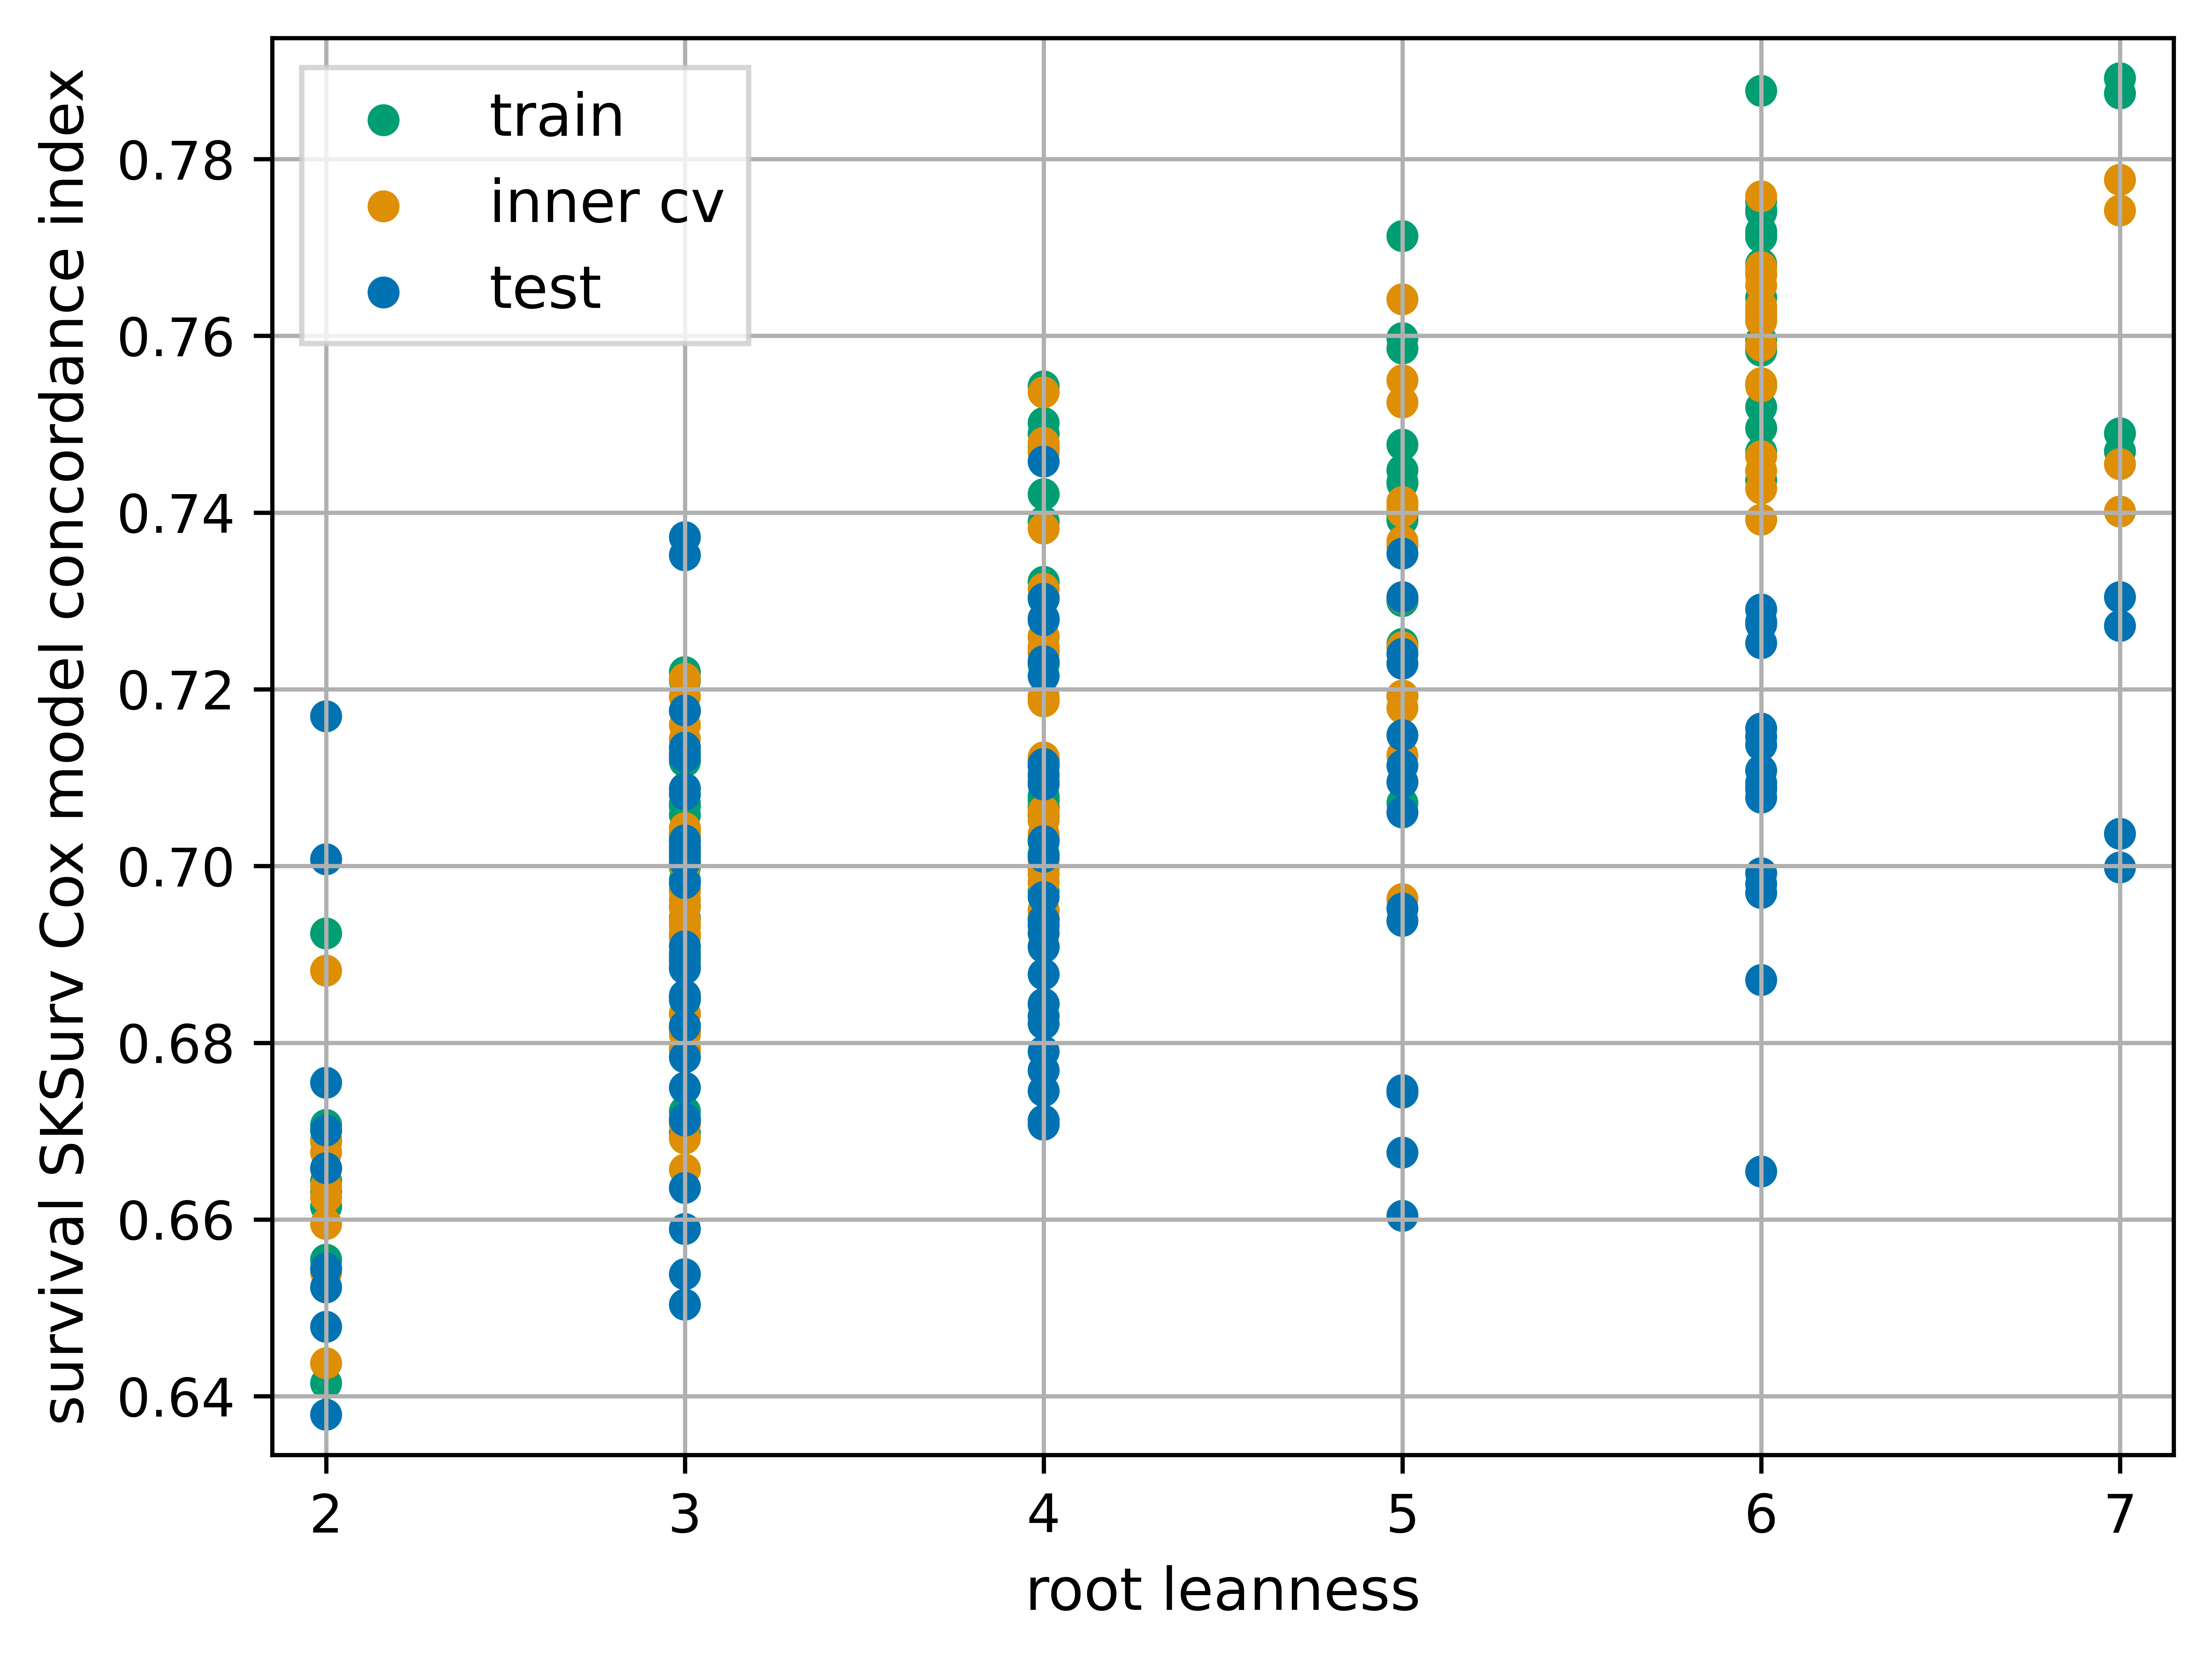 survival SKSurv Cox model concordance index
0.78
0.76
0.74
0.72
0.70
0.68
0.66
0.64
train
inner cv
test
2 3 4 5 6 7
root leanness